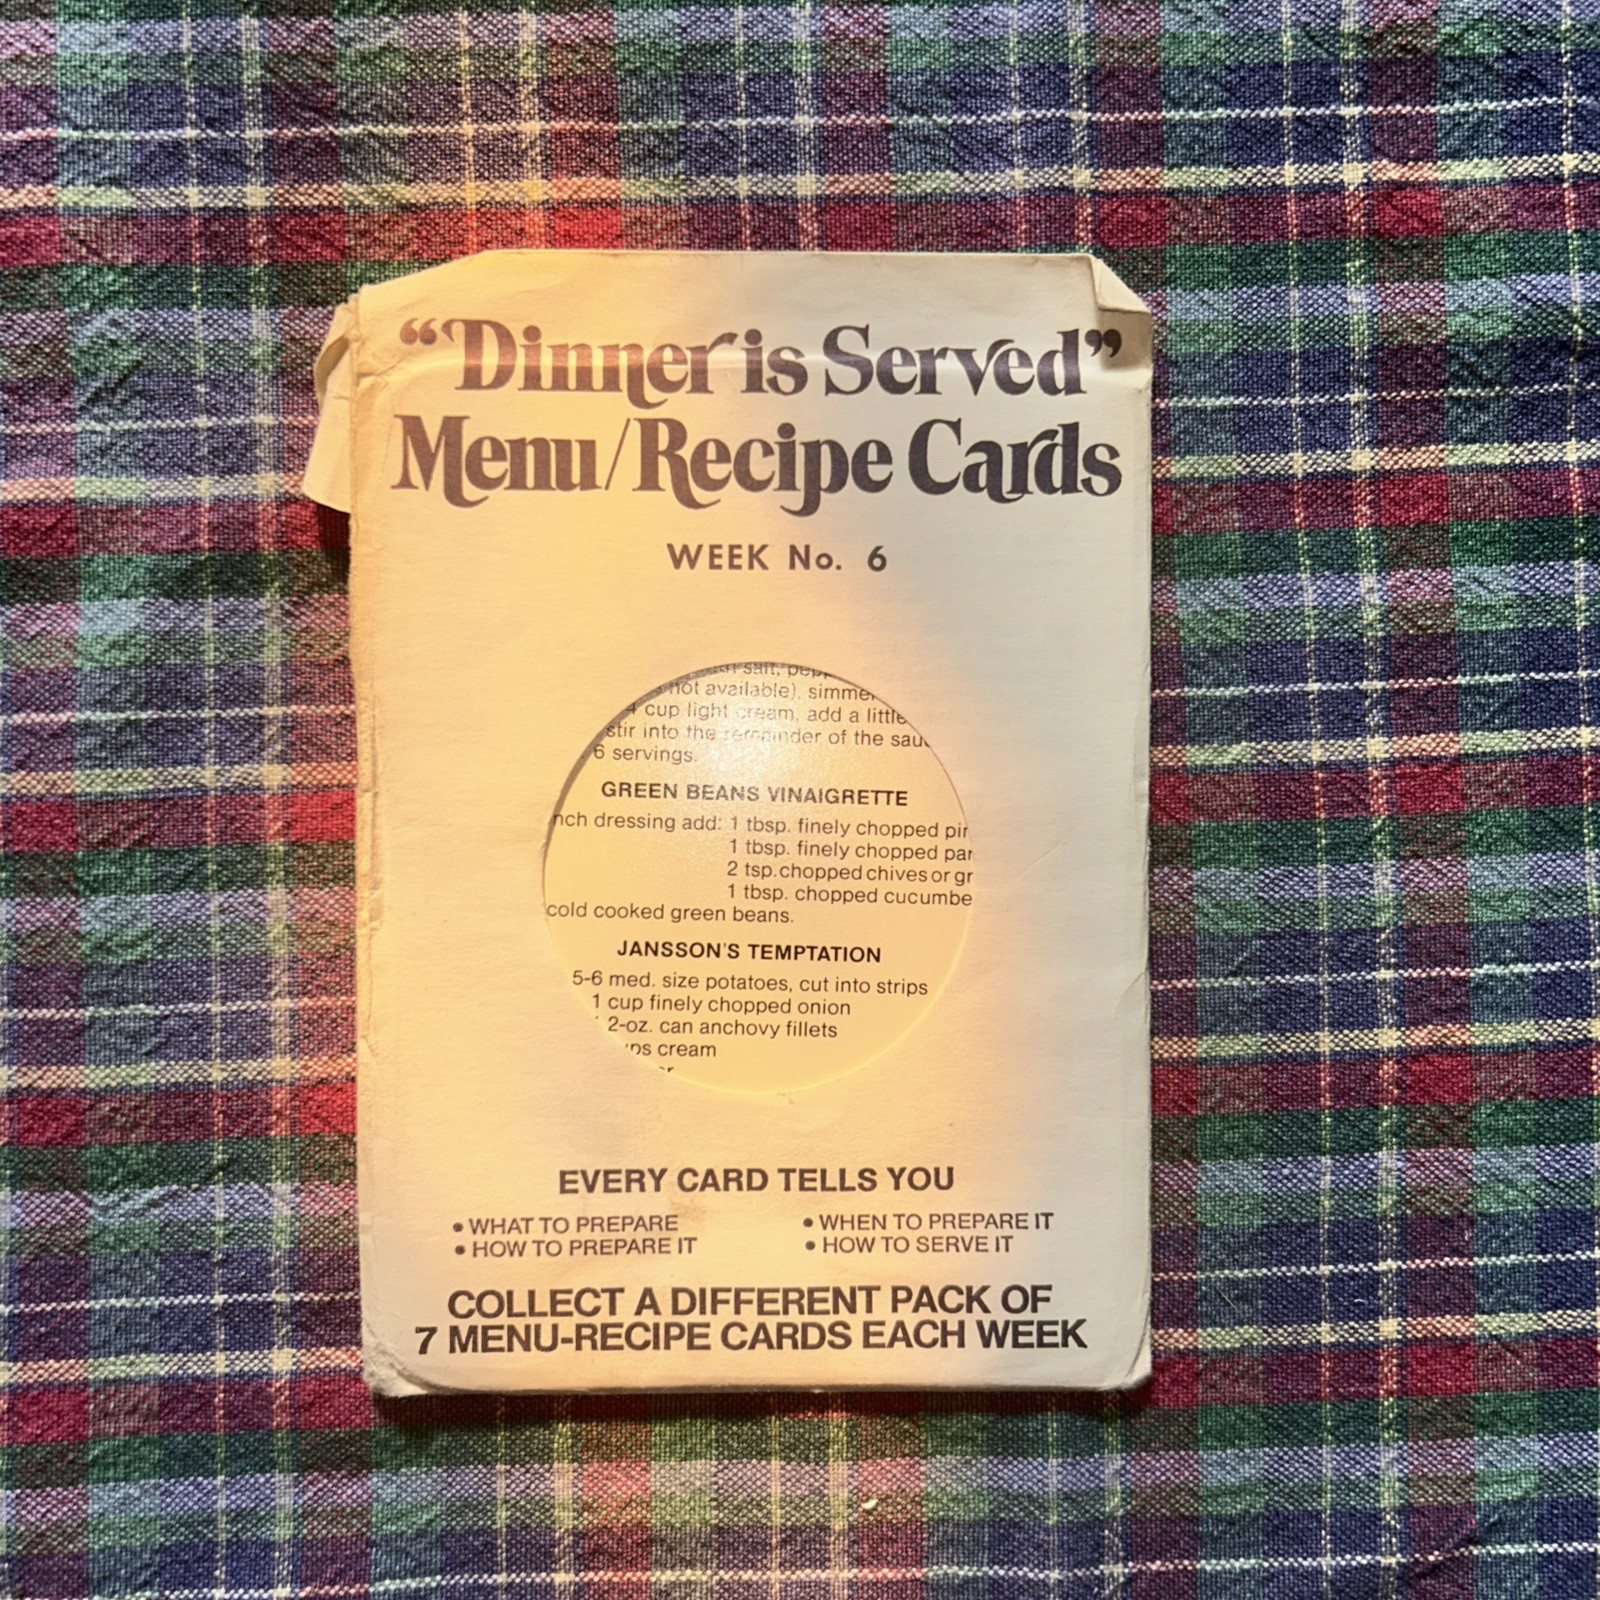 “Dinner is Served”
Menu/Recipe Cards
WEEK No. 6
salt,
not available), simmer
cup light cream, add a little
stir into the remainder of the
6 servings.
GREEN BEANS VINAIGRETTE
nch dressing add: 1 tbsp. finely chopped
1 tbsp. finely chopped
2 tsp. chopped chives or gr
1 tbsp. chopped cucumbe
cold cooked green beans.
JANSSON'S TEMPTATION
5-6 med. size potatoes, cut into strips
1 cup finely chopped onion
2-oz. can anchovy fillets
cream
EVERY CARD TELLS YOU
• WHAT TO PREPARE
• HOW TO PREPARE IT
• WHEN TO PREPARE IT
• HOW TO SERVE IT
COLLECT A DIFFERENT PACK OF
7 MENU-RECIPE CARDS EACH WEEK